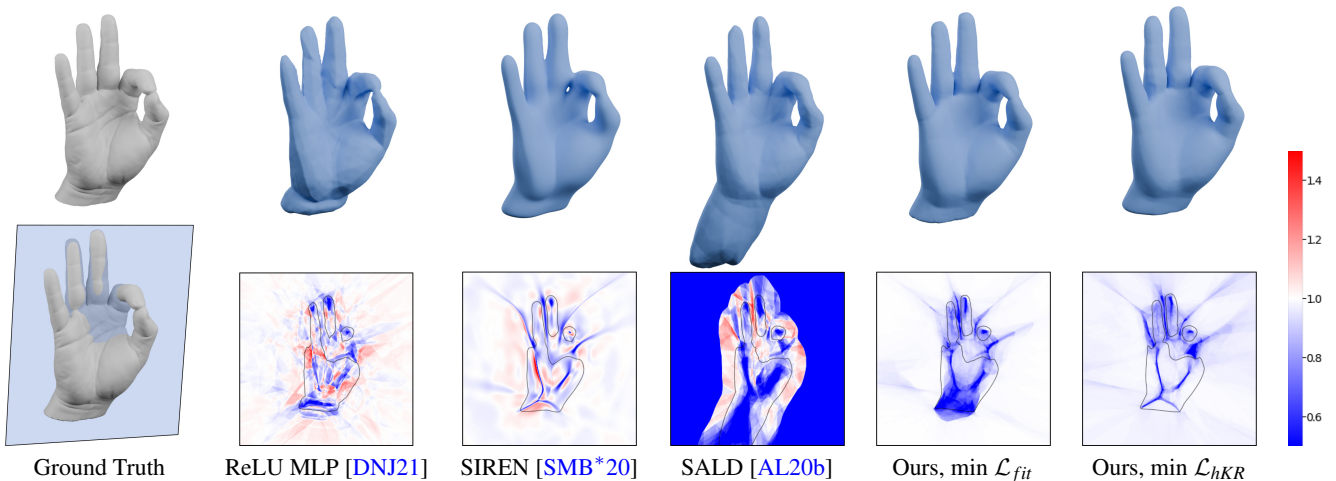 1.4
1.2
1.0
0.8
0.6
Ground Truth
ReLU MLP [DNJ21]
SIREN [SMB*20]
SALD [AL20b]
Ours, min ℒ_fit
Ours, min ℒ_hKR